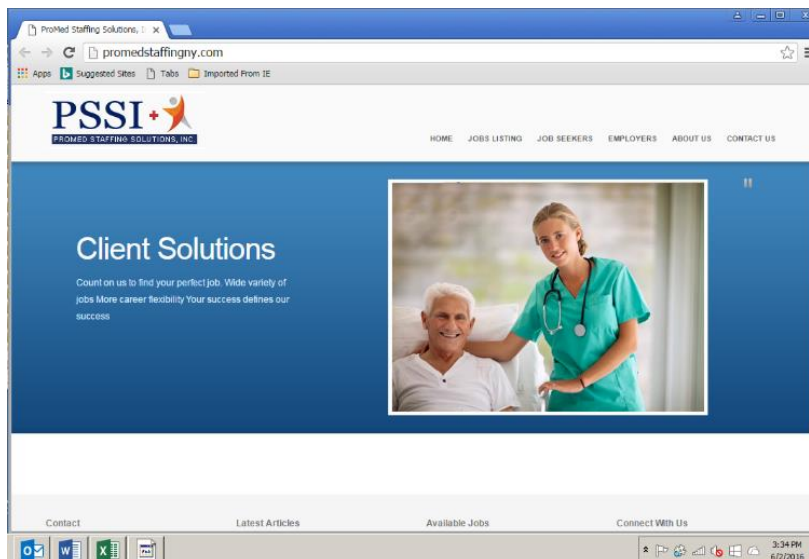 ProMed Staffing Solutions, I
promedstaffingny.com
Apps Suggested Sites Tabs Imported From IE
PSSI
PROMED STAFFING SOLUTIONS, INC.
HOME JOBS LISTING JOB SEEKERS EMPLOYERS ABOUT US CONTACT US
Client Solutions
Count on us to find your perfect job. Wide variety of
jobs More career flexibility Your success defines our
success
Contact Latest Articles Available Jobs Connect With Us
3:34 PM
6/2/2016